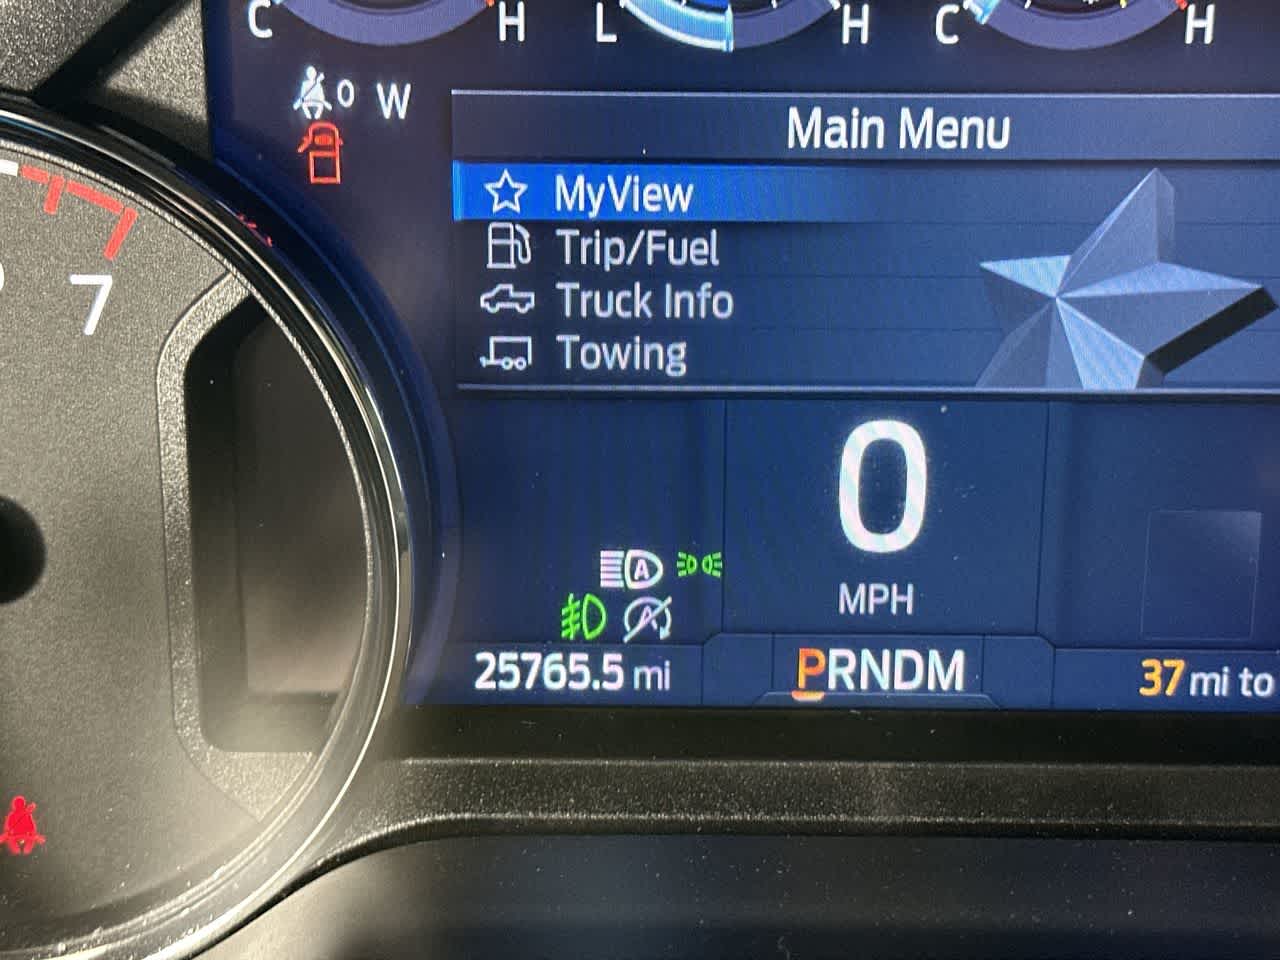 C H L H C H
0 W
Main Menu
MyView
Trip/Fuel
Truck Info
Towing
7
0
MPH
A
A
25765.5 mi
PRNDM
37 mi to